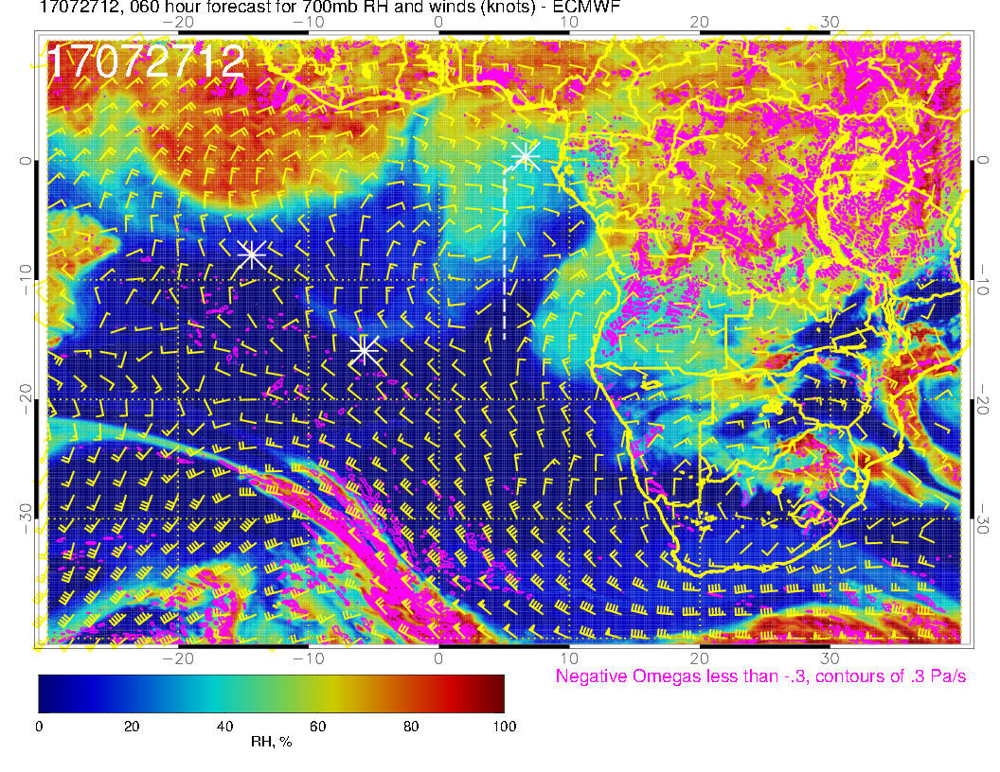 17072712, 060 hour forecast for 700mb RH and winds (knots) - ECMWF
−20 −10 0 10 20 30
17072712
0 0
−10 −10
−20 −20
−30 −30
−20 −10 0 10 20 30
Negative Omegas less than -.3, contours of .3 Pa/s
0 20 40 60 80 100
RH, %